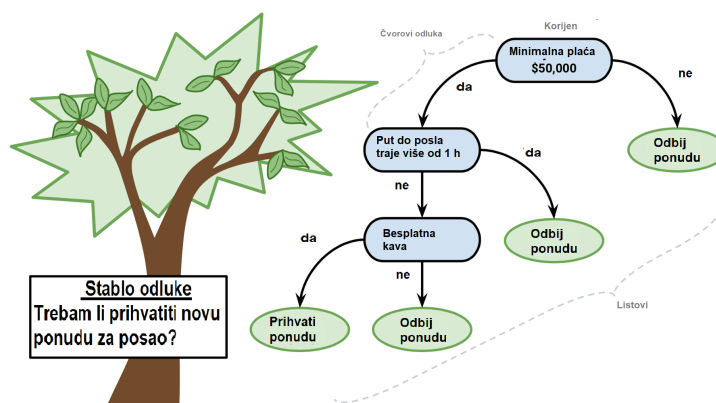 Korijen
Čvorovi odluka
Minimalna plaća
$50,000
da
ne
Put do posla
traje više od 1 h
Odbij
ponudu
da
ne
Besplatna
kava
Odbij
ponudu
da
ne
Stablo odluke
Trebam li prihvatiti novu
ponudu za posao?
Listovi
Prihvati
ponudu
Odbij
ponudu